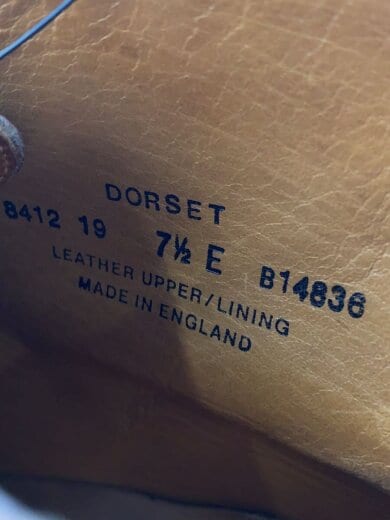 DORSET
8412 19 7½ E B14836
LEATHER UPPER/LINING
MADE IN ENGLAND